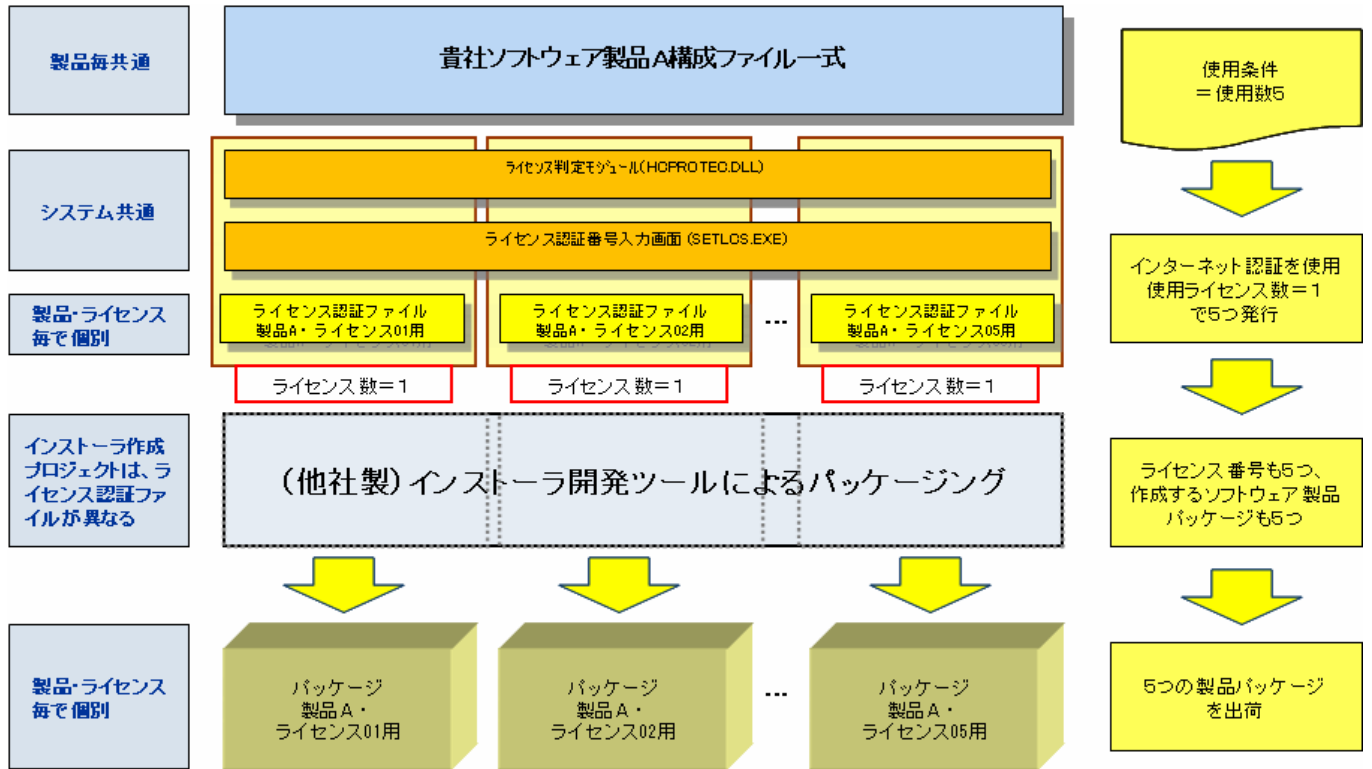 製品毎共通
貴社ソフトウェア製品A構成ファイル一式
使用条件
＝使用数5
システム共通
ライセンス判定モジュール(HCPROTEC.DLL)
ライセンス認証番号入力画面 (SETLCS.EXE)
インターネット認証を使用
使用ライセンス数＝1
で5つ発行
製品・ライセンス
毎で個別
ライセンス認証ファイル
製品A・ライセンス01用
ライセンス認証ファイル
製品A・ライセンス02用
...
ライセンス認証ファイル
製品A・ライセンス05用
ライセンス数＝1
ライセンス数＝1
ライセンス数＝1
インストーラ作成
プロジェクトは、ラ
イセンス認証ファ
イルが異なる
(他社製)インストーラ開発ツールによるパッケージング
ライセンス番号も5つ、
作成するソフトウェア製品
パッケージも5つ
製品・ライセンス
毎で個別
パッケージ
製品A・
ライセンス01用
パッケージ
製品A・
ライセンス02用
...
パッケージ
製品A・
ライセンス05用
5つの製品パッケージ
を出荷